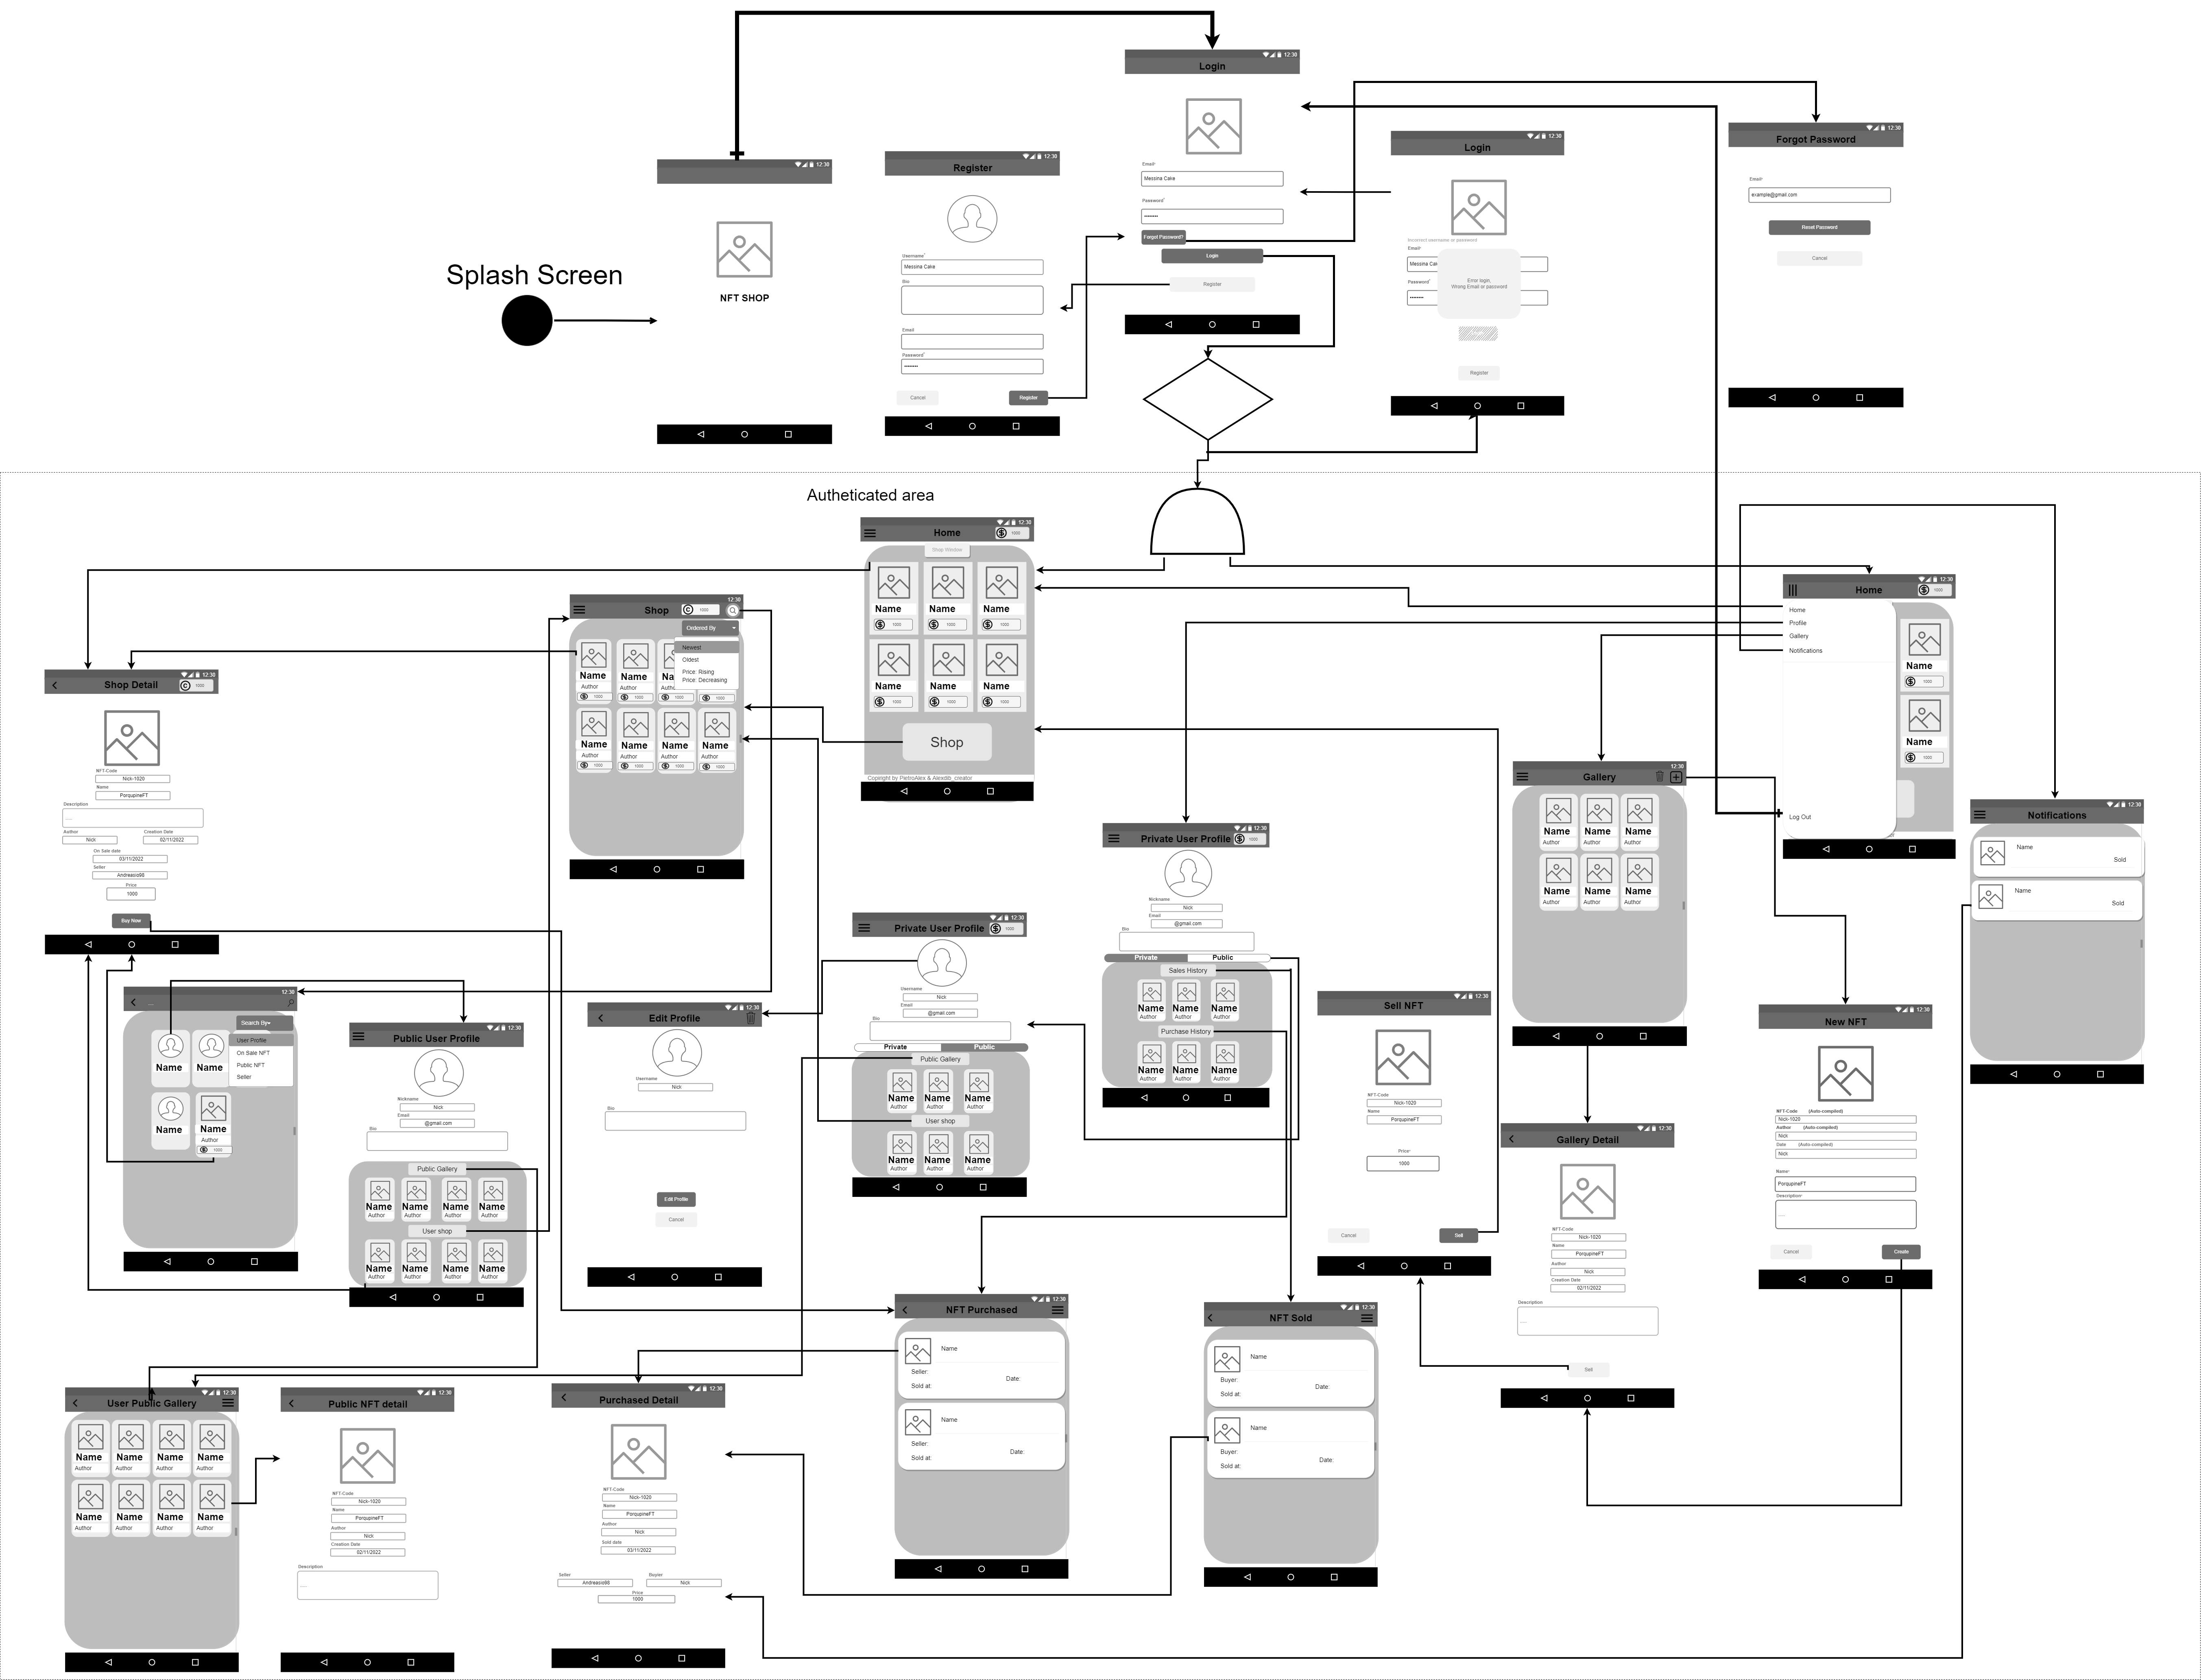 Splash Screen
12:30
NFT SHOP
12:30
Register
Username*
Messina Cake
Bio
Email
Password*
••••••••
Cancel
Register
12:30
Login
Email*
Messina Cake
Password*
••••••••
Forgot Password?
Login
Register
12:30
Login
Incorrect username or password
Email*
Messina Cak
Password*
••••••••
Error login,
Wrong Email or password
Register
12:30
Forgot Password
Email*
example@gmail.com
Reset Password
Cancel
Autheticated area
12:30
Home
1000
Shop Window
Name Name Name
1000 1000 1000
Name Name Name
1000 1000 1000
Shop
Copiright by PietroAlex & Alexdib_creator
12:30
Home
1000
Home
Profile
Gallery
Notifications
Name
1000
Name
1000
Log Out
12:30
Shop
1000
Ordered By
Newest
Oldest
Price: Rising
Price: Decreasing
Name Name
Author Author Autho
1000 1000 1000 1000
Name Name Name Name
Author Author Author Author
1000 1000 1000 1000
12:30
Shop Detail
1000
NFT-Code
Nick-1020
Name
PorqupineFT
Description
.....
Author Creation Date
Nick 02/11/2022
On Sale date
03/11/2022
Seller
Andreasio98
Price
1000
Buy Now
12:30
Gallery
Name Name Name
Author Author Author
Name Name Name
Author Author Author
12:30
Notifications
Name
Sold
Name
Sold
12:30
Private User Profile
1000
Nickname
Nick
Email
@gmail.com
Bio
Private Public
Sales History
Name Name Name
Author Author Author
Purchase History
Name Name Name
Author Author Author
12:30
Private User Profile
1000
Username
Nick
Email
@gmail.com
Bio
Private Public
Public Gallery
Name Name Name
Author Author Author
User shop
Name Name Name
Author Author Author
12:30
...
Search By
User Profile
On Sale NFT
Public NFT
Seller
Name Name
Name Name
Author
1000
12:30
Public User Profile
Nickname
Nick
Email
@gmail.com
Bio
Public Gallery
Name Name Name Name
Author Author Author Author
User shop
Name Name Name Name
Author Author Author Author
12:30
Edit Profile
Username
Nick
Bio
Edit Profile
Cancel
12:30
Sell NFT
NFT-Code
Nick-1020
Name
PorqupineFT
Price*
1000
Cancel
Sell
12:30
New NFT
NFT-Code (Auto-compiled)
Nick-1020
Author (Auto-compiled)
Nick
Date (Auto-compiled)
Nick
Name*
PorqupineFT
Description*
.....
Cancel
Create
12:30
Gallery Detail
NFT-Code
Nick-1020
Name
PorqupineFT
Author
Nick
Creation Date
02/11/2022
Description
.....
Sell
12:30
NFT Purchased
Name
Seller:
Date:
Sold at:
Name
Seller:
Date:
Sold at:
12:30
NFT Sold
Name
Buyer:
Date:
Sold at:
Name
Buyer:
Date:
Sold at:
12:30
User Public Gallery
Name Name Name Name
Author Author Author Author
Name Name Name Name
Author Author Author Author
12:30
Public NFT detail
NFT-Code
Nick-1020
Name
PorqupineFT
Author
Nick
Creation Date
02/11/2022
Description
.....
12:30
Purchased Detail
NFT-Code
Nick-1020
Name
PorqupineFT
Author
Nick
Sold date
03/11/2022
Seller Buyier
Andreasio98 Nick
Price
1000